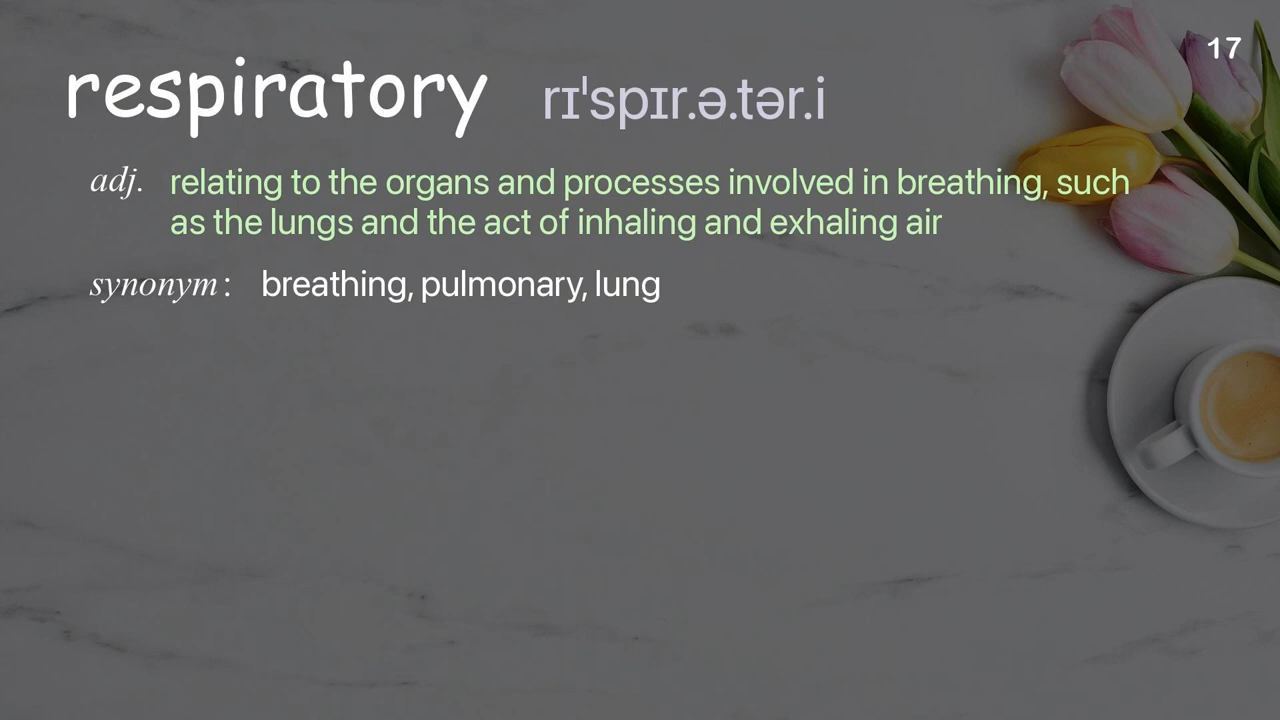 17
respiratory rɪˈspɪr.ə.tər.i
adj. relating to the organs and processes involved in breathing, such
as the lungs and the act of inhaling and exhaling air
synonym : breathing, pulmonary, lung